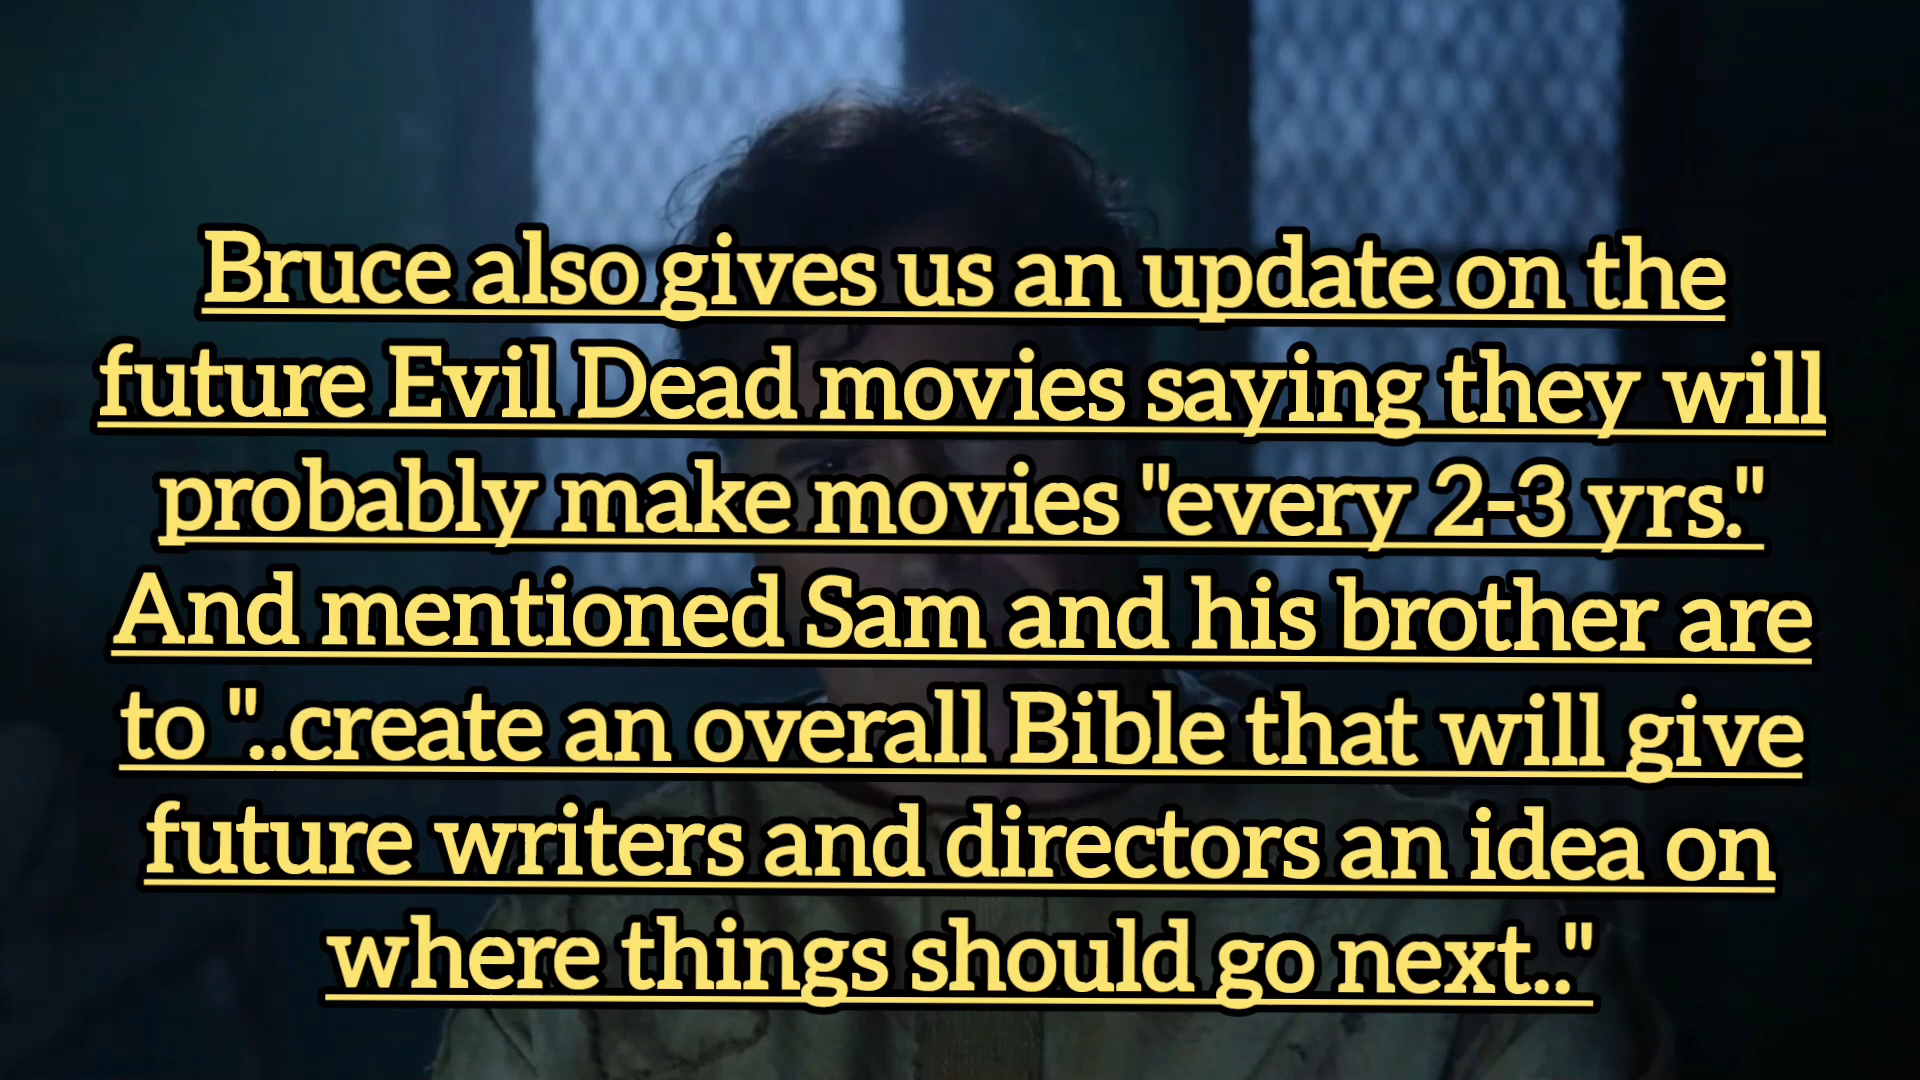 Bruce also gives us an update on the
future Evil Dead movies saying they will
probably make movies "every 2-3 yrs."
And mentioned Sam and his brother are
to "..create an overall Bible that will give
future writers and directors an idea on
where things should go next.."